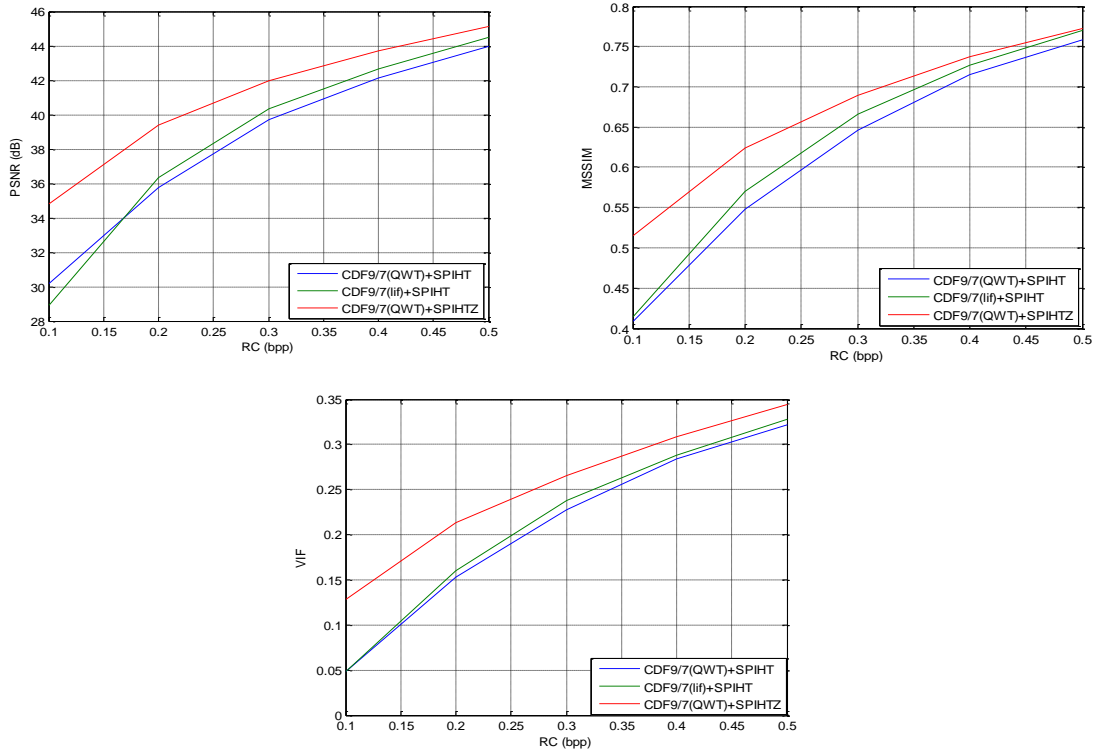 46
44
42
40
38
36
34
32
30
28
PSNR (dB)
0.1 0.15 0.2 0.25 0.3 0.35 0.4 0.45 0.5
RC (bpp)
CDF9/7(QWT)+SPIHT
CDF9/7(lif)+SPIHT
CDF9/7(QWT)+SPIHTZ
0.8
0.75
0.7
0.65
0.6
0.55
0.5
0.45
0.4
MSSIM
0.1 0.15 0.2 0.25 0.3 0.35 0.4 0.45 0.5
RC (bpp)
CDF9/7(QWT)+SPIHT
CDF9/7(lif)+SPIHT
CDF9/7(QWT)+SPIHTZ
0.35
0.3
0.25
0.2
0.15
0.1
0.05
0
VIF
0.1 0.15 0.2 0.25 0.3 0.35 0.4 0.45 0.5
RC (bpp)
CDF9/7(QWT)+SPIHT
CDF9/7(lif)+SPIHT
CDF9/7(QWT)+SPIHTZ